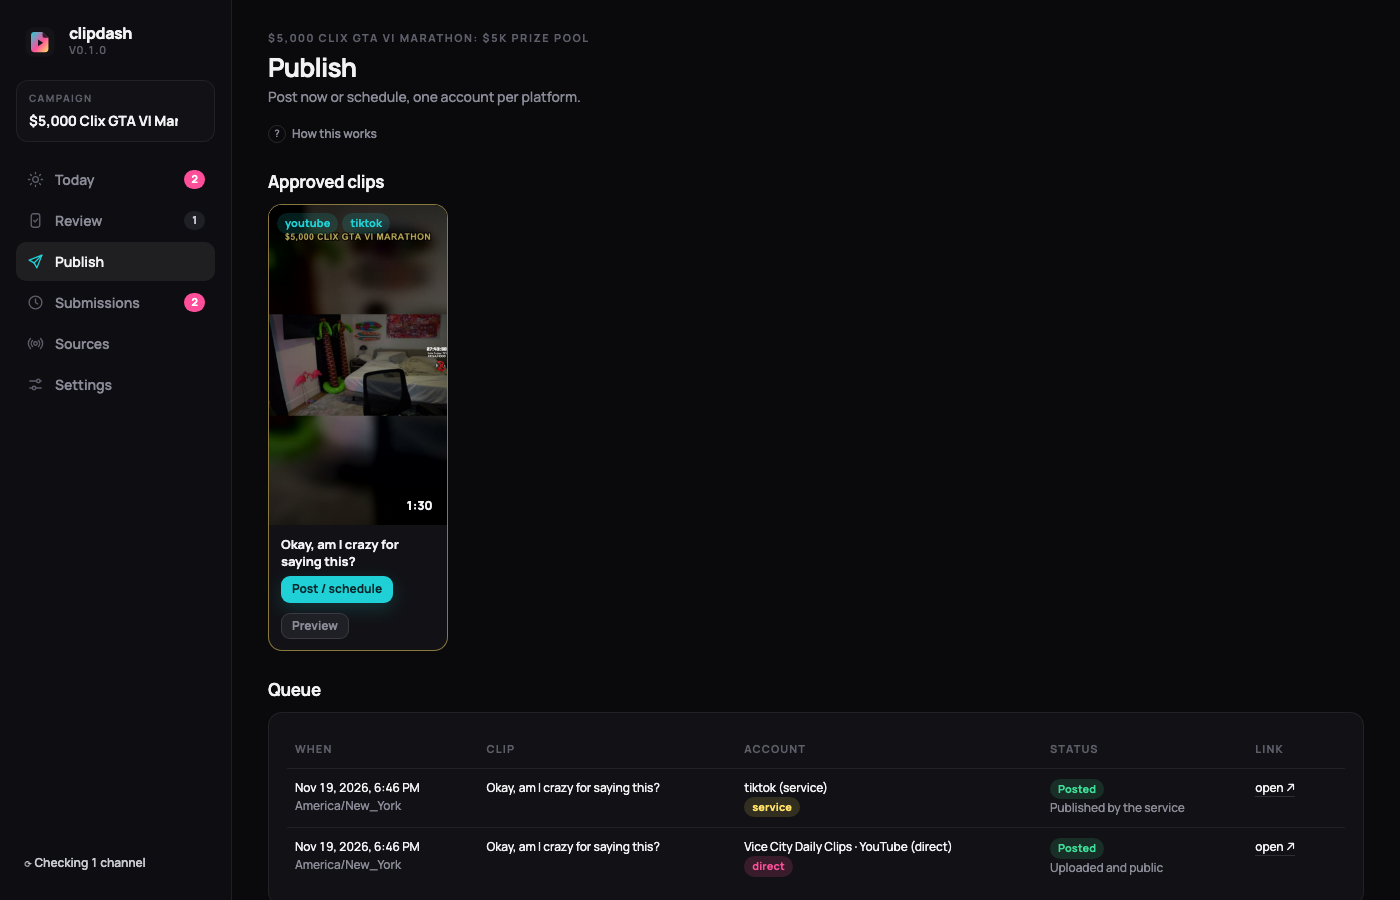 clipdash
V0.1.0
CAMPAIGN
$5,000 Clix GTA VI Mar
Today 2
Review 1
Publish
Submissions 2
Sources
Settings
Checking 1 channel
$5,000 CLIX GTA VI MARATHON: $5K PRIZE POOL
Publish
Post now or schedule, one account per platform.
? How this works
Approved clips
youtube tiktok
$5,000 CLIX GTA VI MARATHON
1:30
Okay, am I crazy for
saying this?
Post / schedule
Preview
Queue
WHEN CLIP ACCOUNT STATUS LINK
Nov 19, 2026, 6:46 PM Okay, am I crazy for saying this? tiktok (service) Posted open ↗
America/New_York service Published by the service
Nov 19, 2026, 6:46 PM Okay, am I crazy for saying this? Vice City Daily Clips · YouTube (direct) Posted open ↗
America/New_York direct Uploaded and public